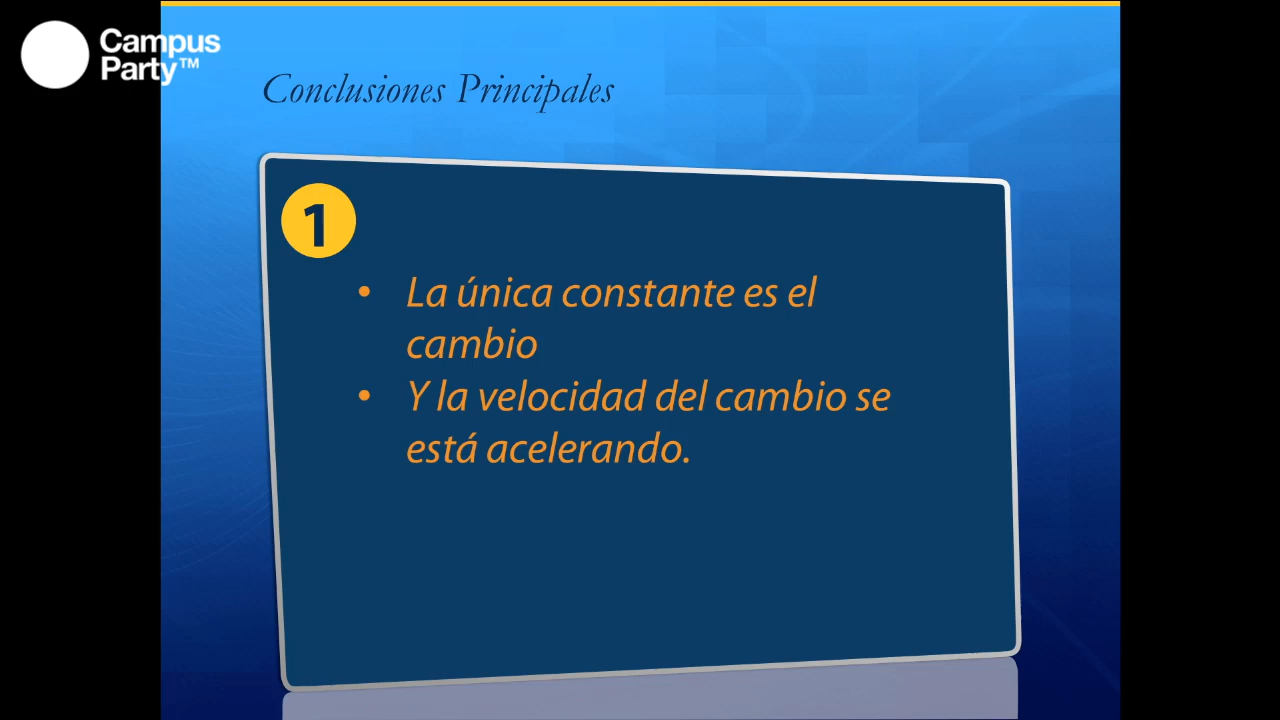 Campus
Party™
Conclusiones Principales
1
• La única constante es el
cambio
• Y la velocidad del cambio se
está acelerando.